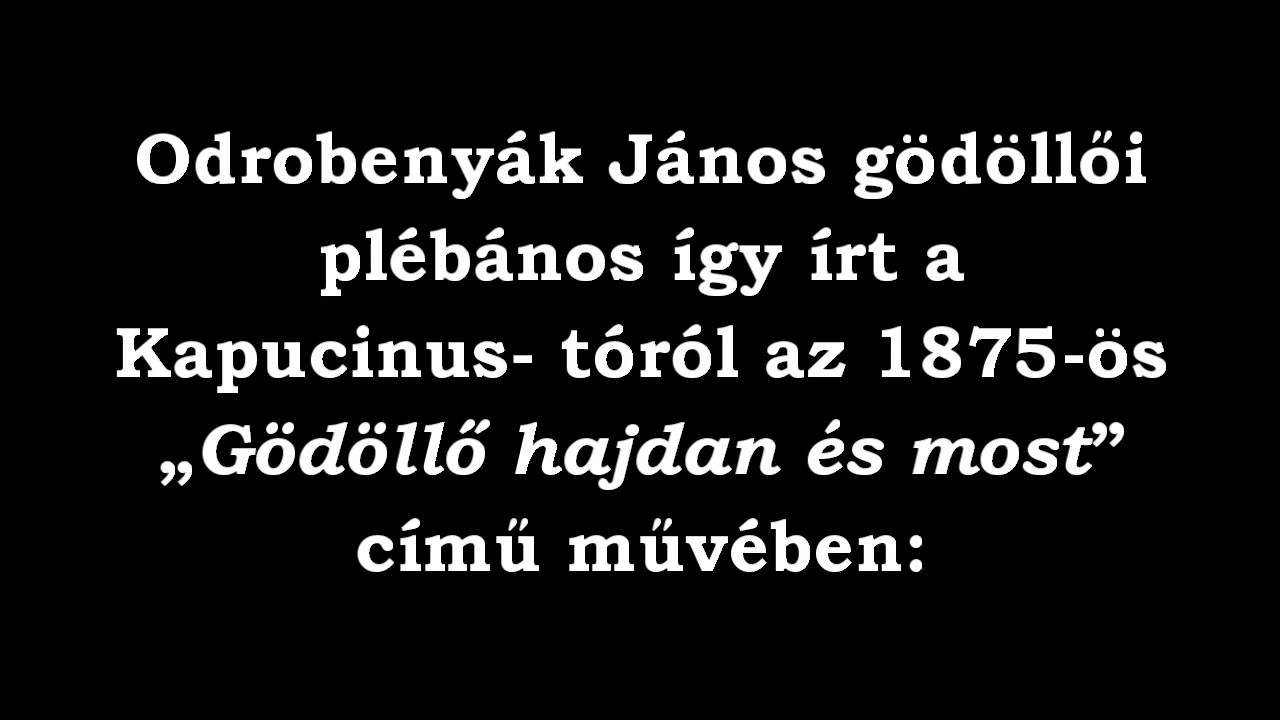 Odrobenyák János gödöllői
plébános így írt a
Kapucinus- tóról az 1875-ös
„Gödöllő hajdan és most”
című művében: